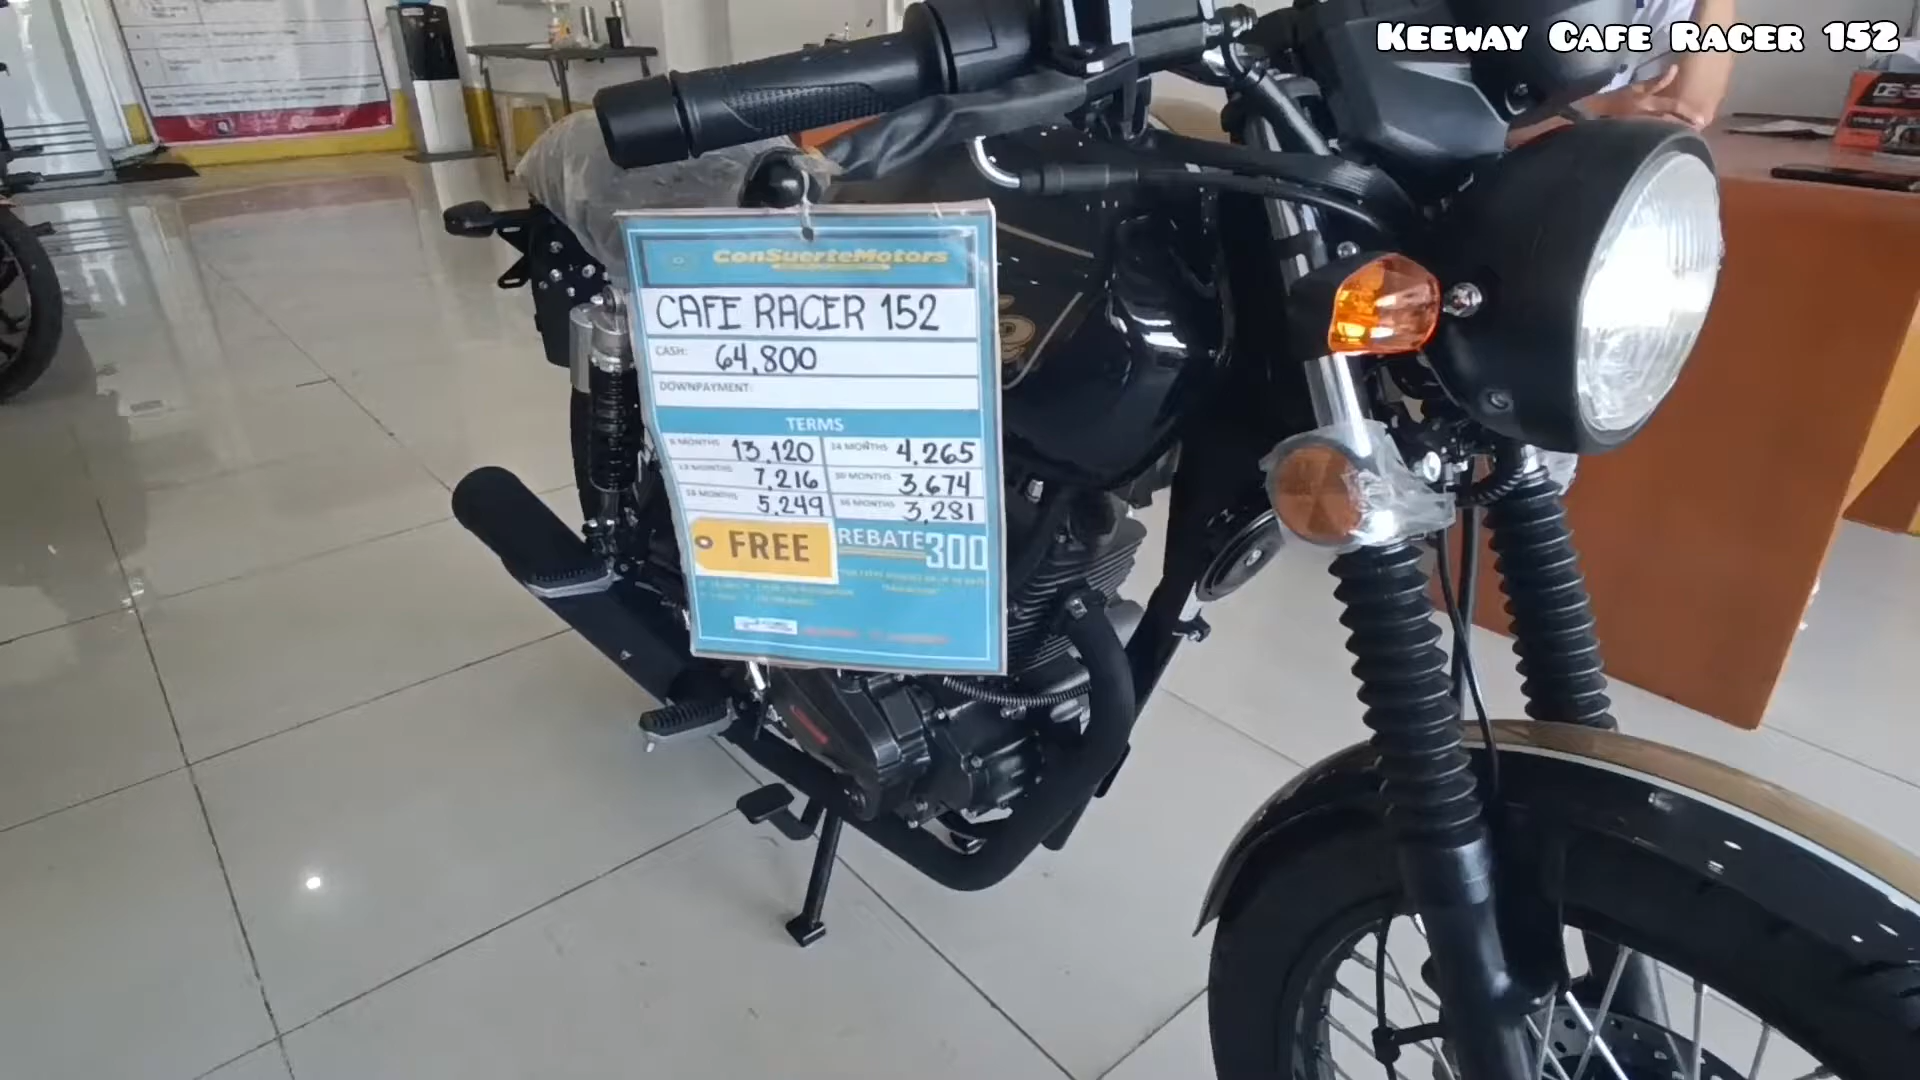 KEEWAY CAFE RACER 152
ConSuerteMotors
CAFE RACER 152
CASH: 64,800
DOWNPAYMENT:
TERMS
6 MONTHS 13,120 24 MONTHS 4,265
12 MONTHS 7,216 30 MONTHS 3,674
18 MONTHS 5,249 36 MONTHS 3,281
FREE REBATE 300